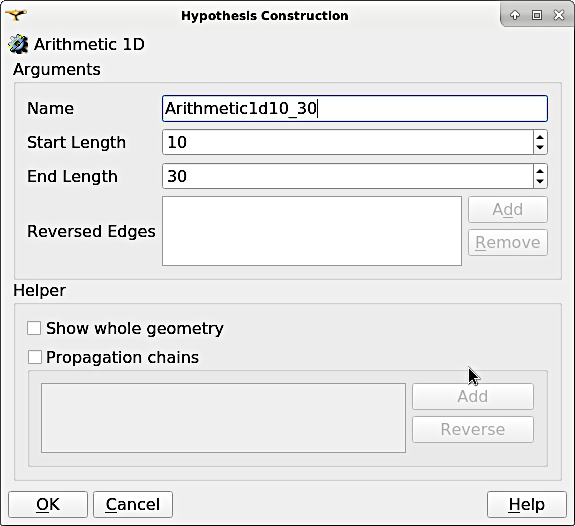 Hypothesis Construction
Arithmetic 1D
Arguments
Name Arithmetic1d10_30
Start Length 10
End Length 30
Reversed Edges
Add
Remove
Helper
Show whole geometry
Propagation chains
Add
Reverse
OK Cancel Help